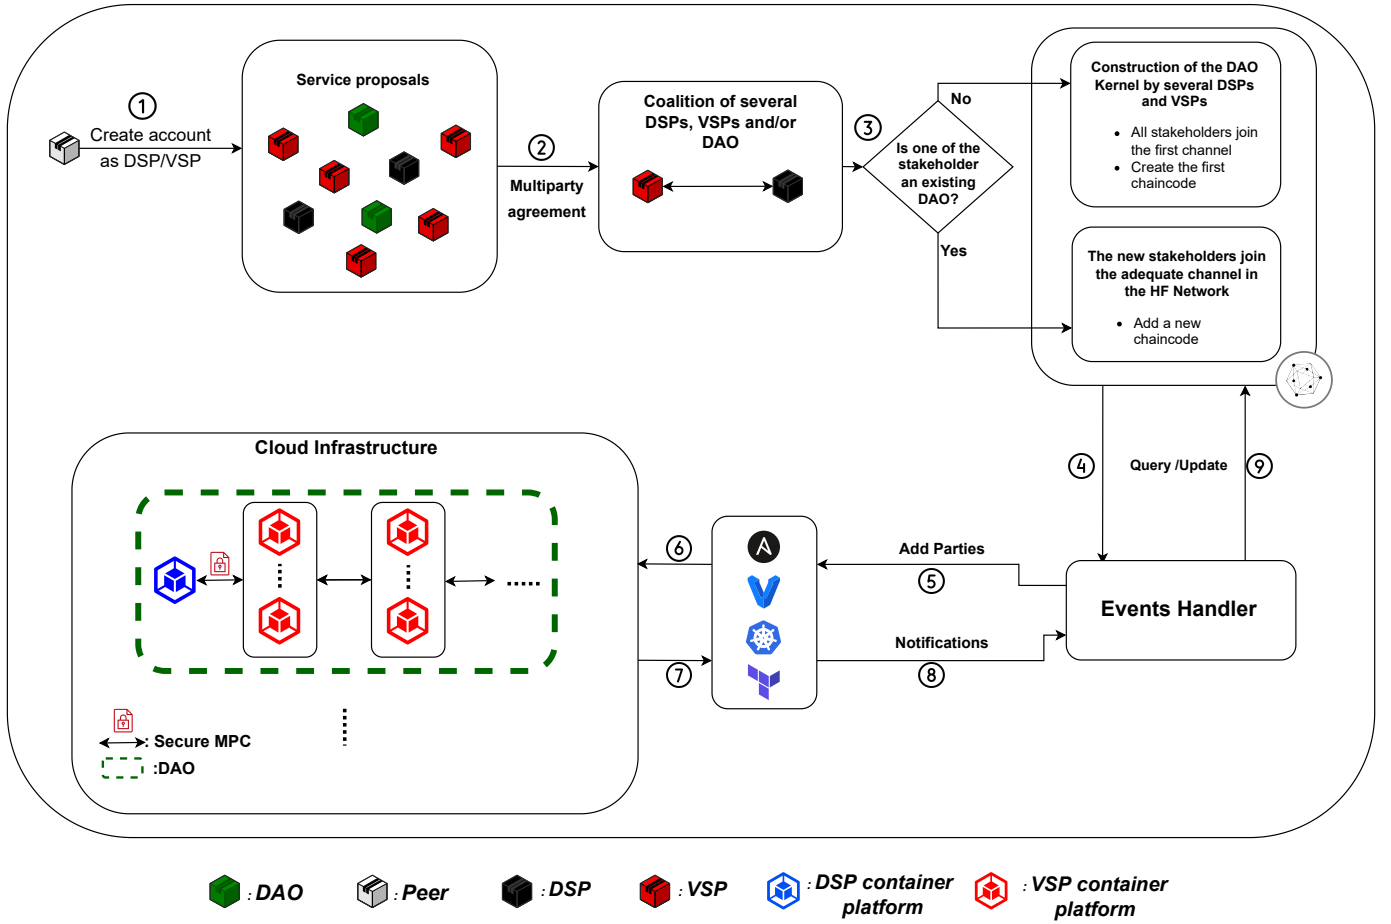 1
Create account
as DSP/VSP
Service proposals
2
Multiparty
agreement
Coalition of several
DSPs, VSPs and/or
DAO
3
Is one of the
stakeholder
an existing
DAO?
No
Yes
Construction of the DAO
Kernel by several DSPs
and VSPs
• All stakeholders join
the first channel
• Create the first
chaincode
The new stakeholders join
the adequate channel in
the HF Network
• Add a new
chaincode
4
Query /Update
9
Cloud Infrastructure
6
7
Add Parties
5
Notifications
8
Events Handler
: Secure MPC
:DAO
: DAO
: Peer
: DSP
: VSP
: DSP container
platform
: VSP container
platform